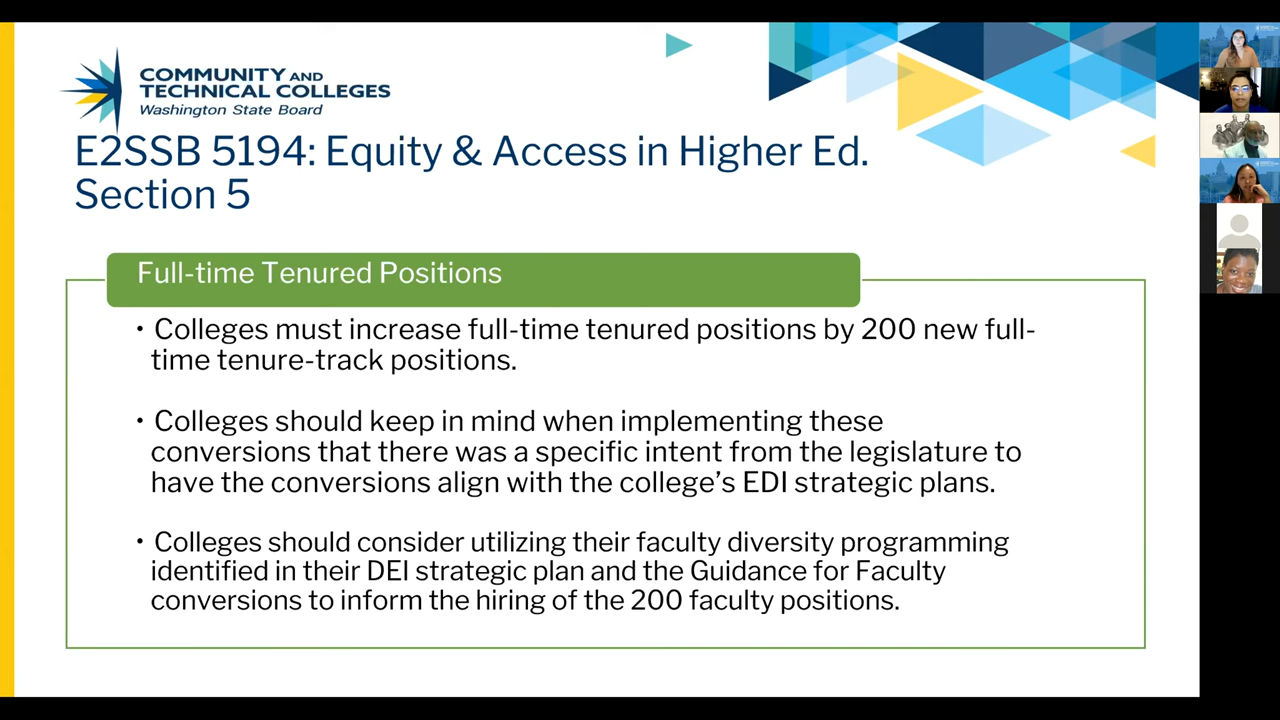 COMMUNITY AND
TECHNICAL COLLEGES
Washington State Board
E2SSB 5194: Equity & Access in Higher Ed.
Section 5
Full-time Tenured Positions
• Colleges must increase full-time tenured positions by 200 new full-
time tenure-track positions.
• Colleges should keep in mind when implementing these
conversions that there was a specific intent from the legislature to
have the conversions align with the college’s EDI strategic plans.
• Colleges should consider utilizing their faculty diversity programming
identified in their DEI strategic plan and the Guidance for Faculty
conversions to inform the hiring of the 200 faculty positions.